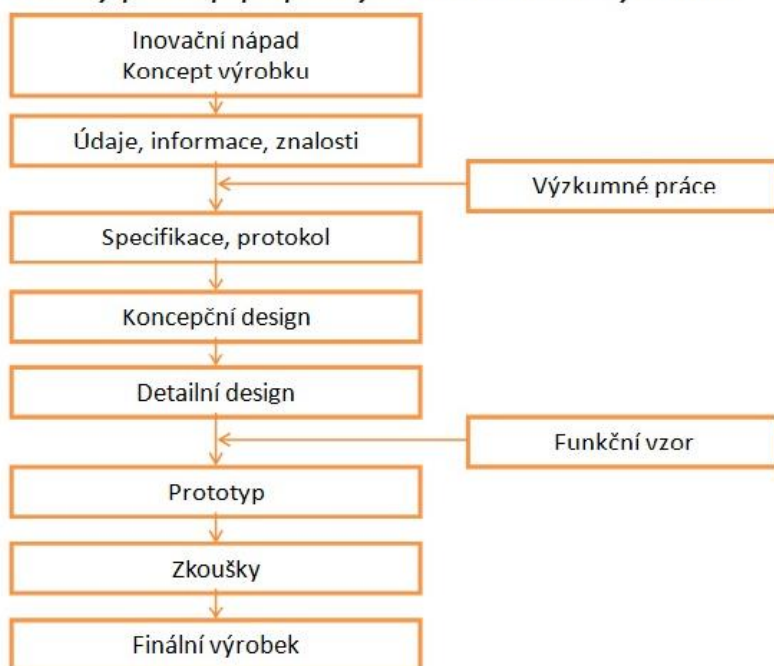 Inovační nápad
Koncept výrobku
Údaje, informace, znalosti
Výzkumné práce
Specifikace, protokol
Koncepční design
Detailní design
Funkční vzor
Prototyp
Zkoušky
Finální výrobek